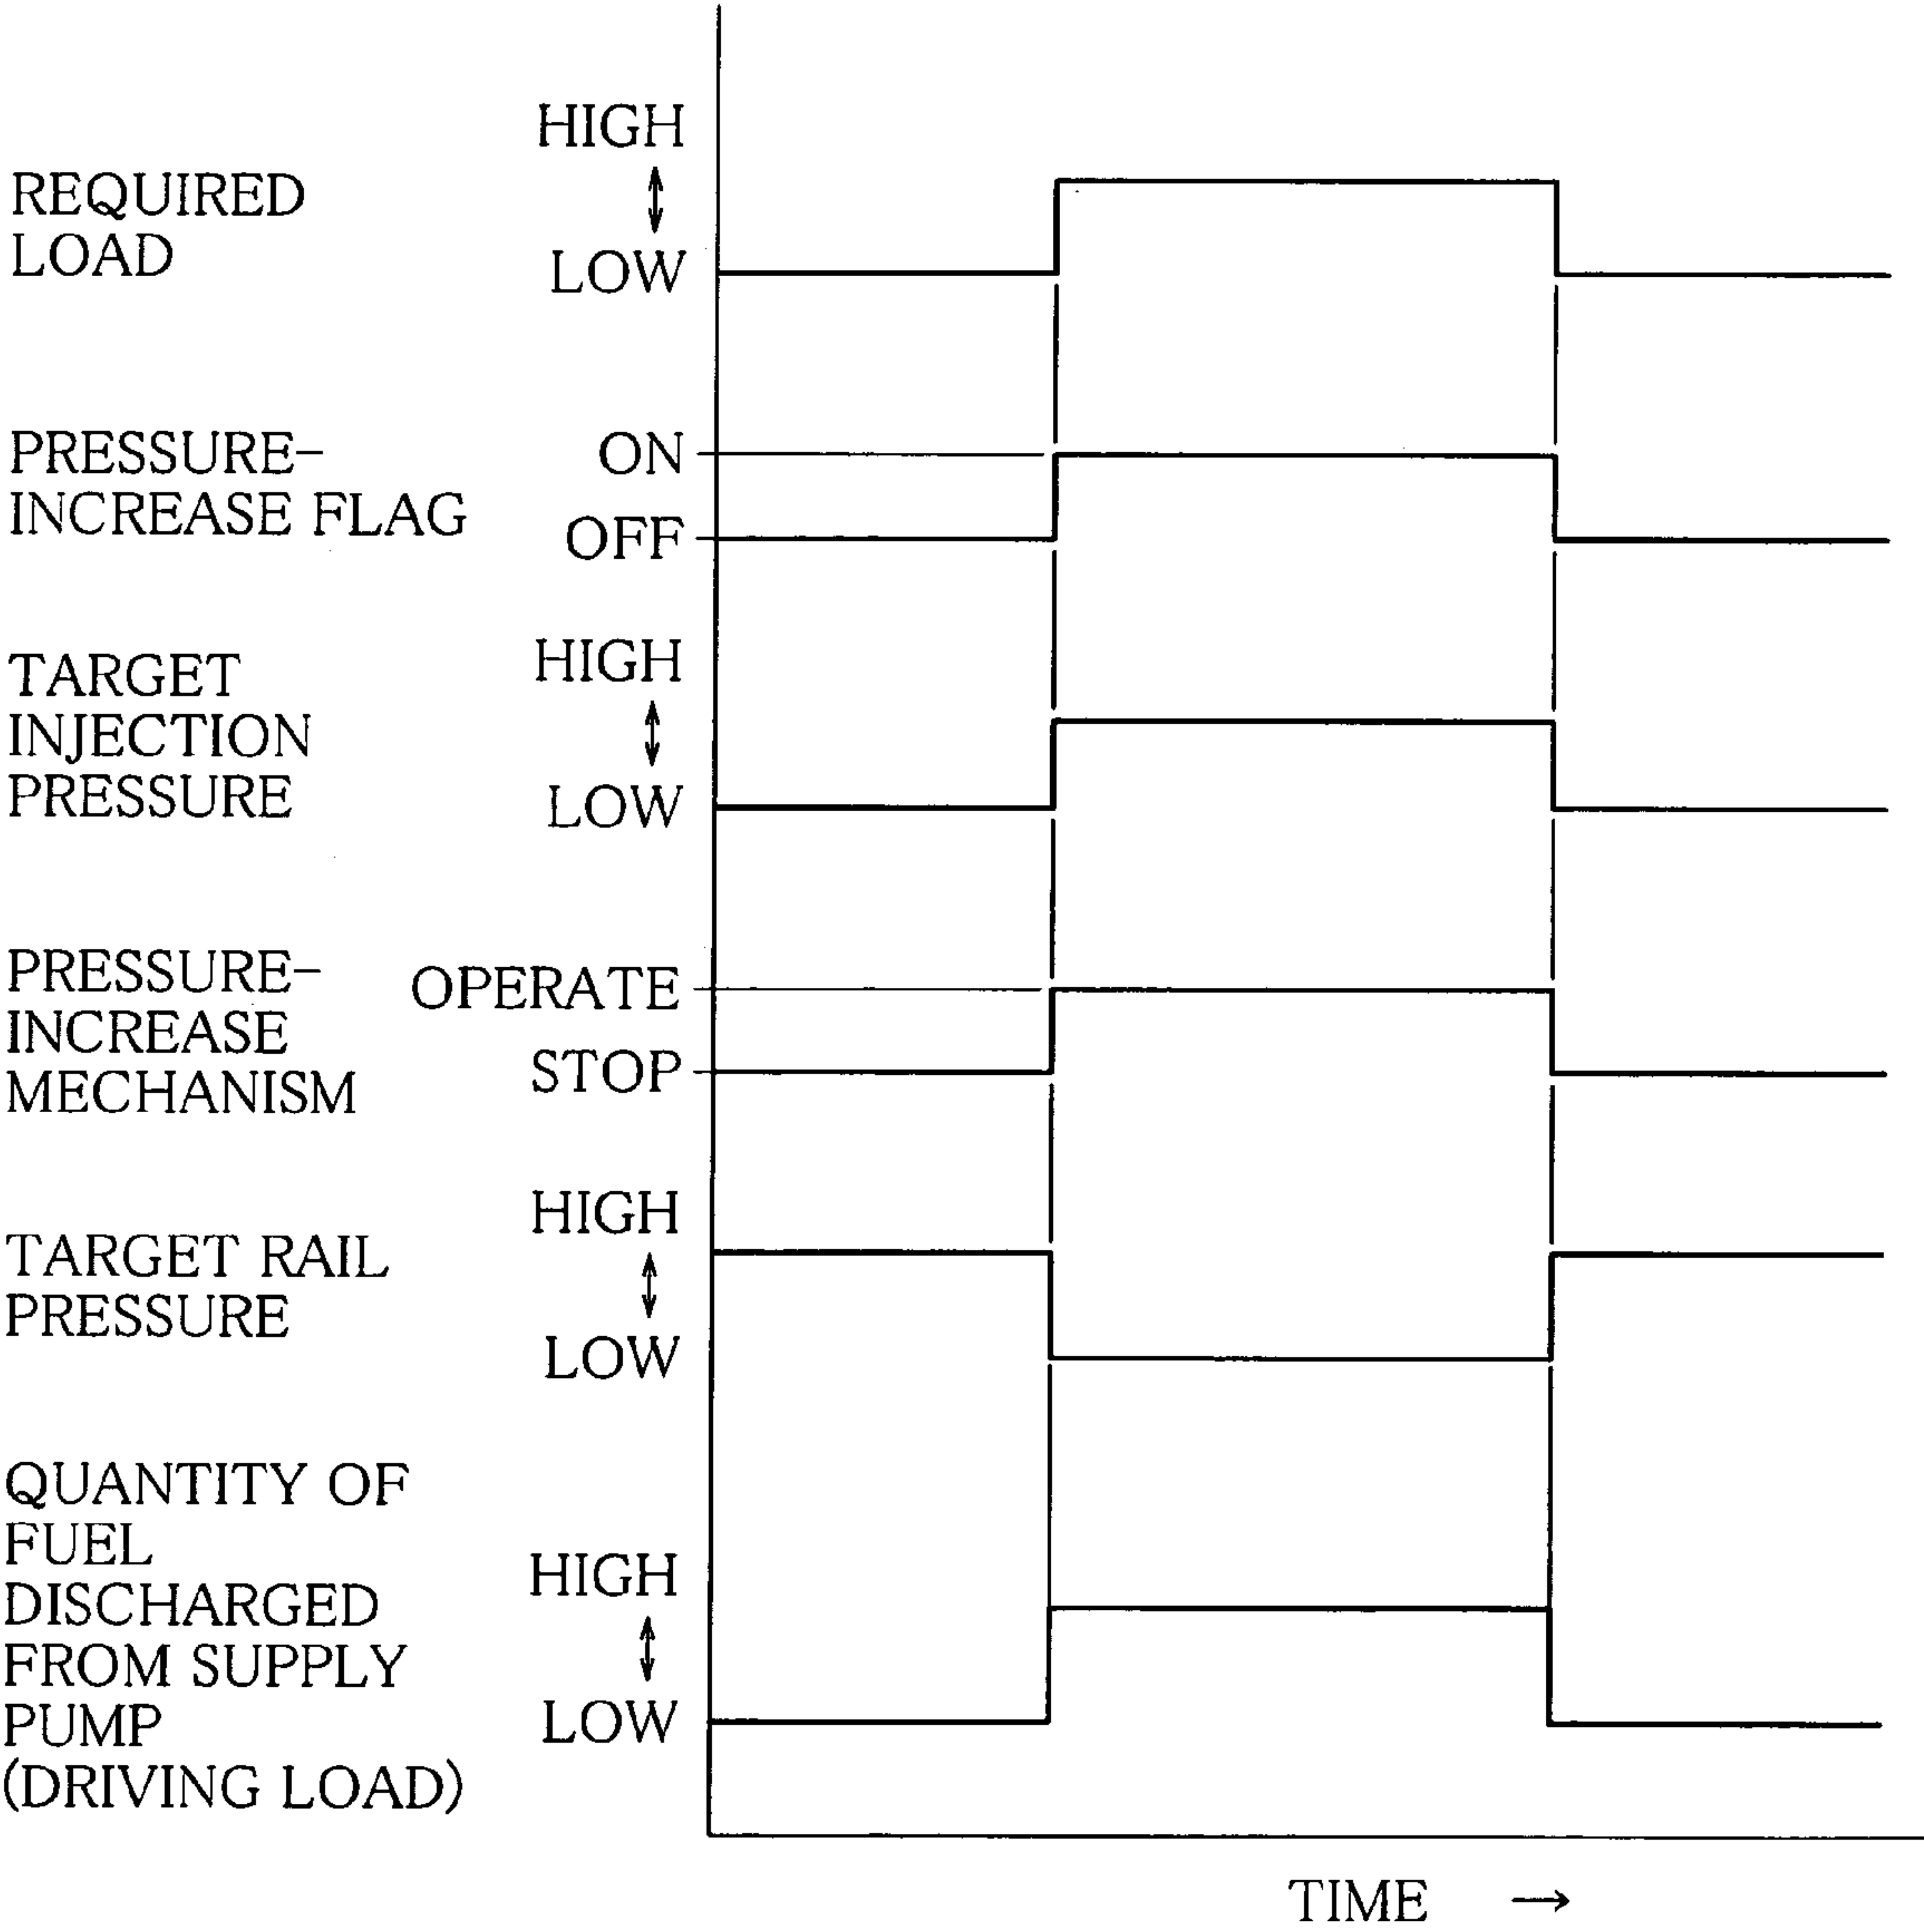 HIGH
REQUIRED
LOAD
LOW
PRESSURE-
INCREASE FLAG
ON
OFF
TARGET
INJECTION
PRESSURE
HIGH
LOW
PRESSURE-
INCREASE
MECHANISM
OPERATE
STOP
HIGH
TARGET RAIL
PRESSURE
LOW
QUANTITY OF
FUEL
DISCHARGED
FROM SUPPLY
PUMP
(DRIVING LOAD)
HIGH
LOW
TIME →